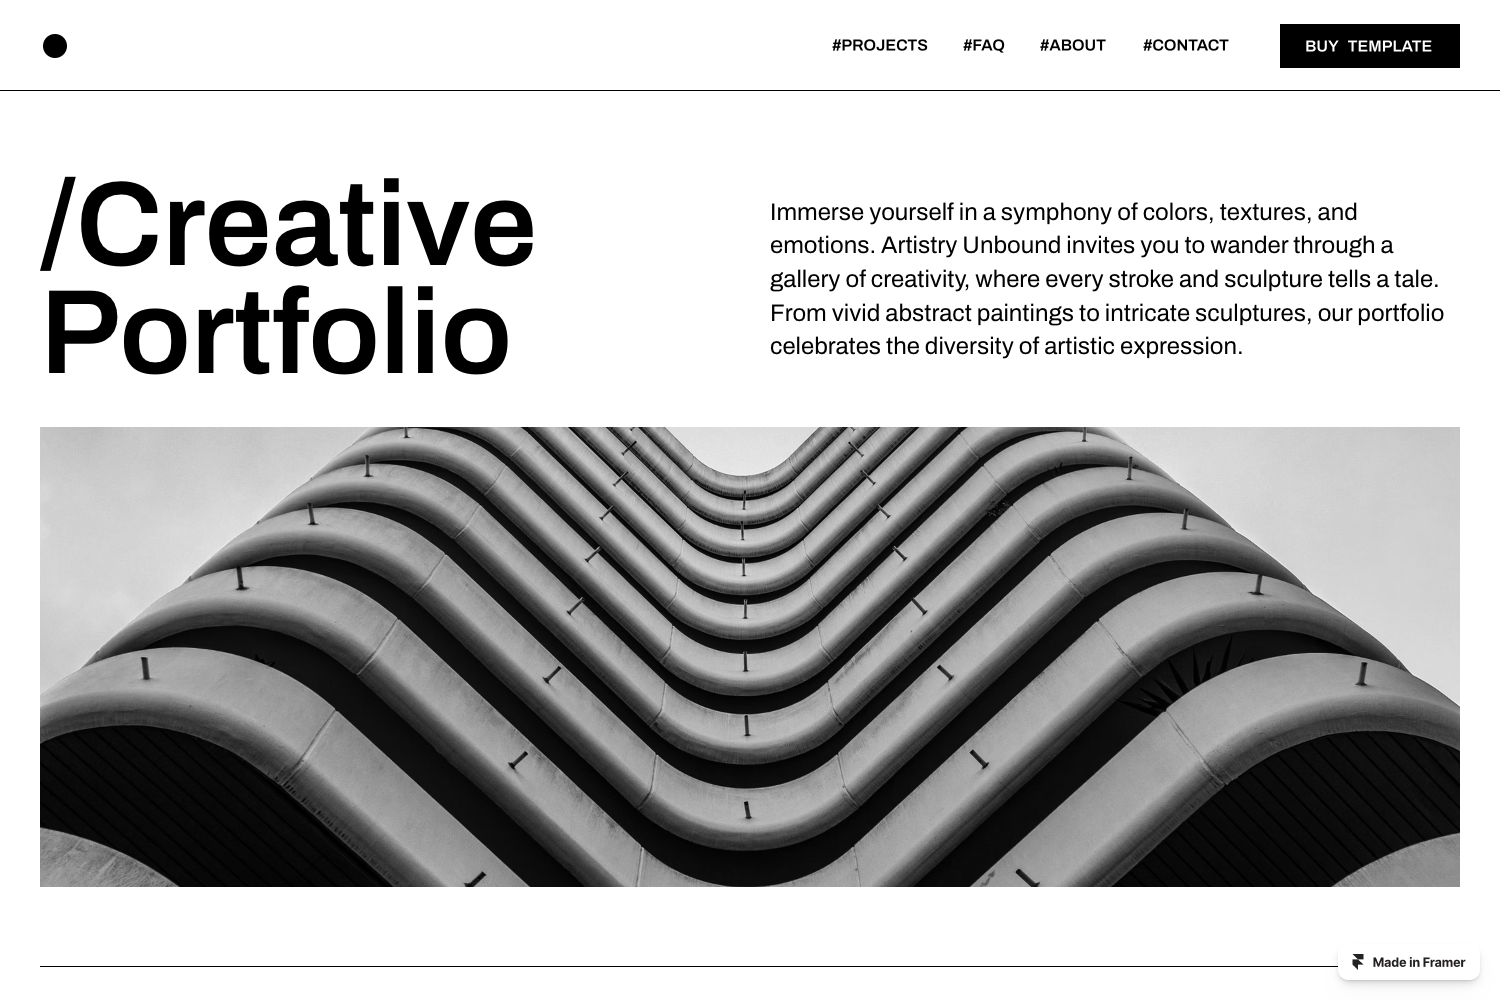 #PROJECTS #FAQ #ABOUT #CONTACT BUY TEMPLATE
/Creative
Portfolio
Immerse yourself in a symphony of colors, textures, and
emotions. Artistry Unbound invites you to wander through a
gallery of creativity, where every stroke and sculpture tells a tale.
From vivid abstract paintings to intricate sculptures, our portfolio
celebrates the diversity of artistic expression.
Made in Framer